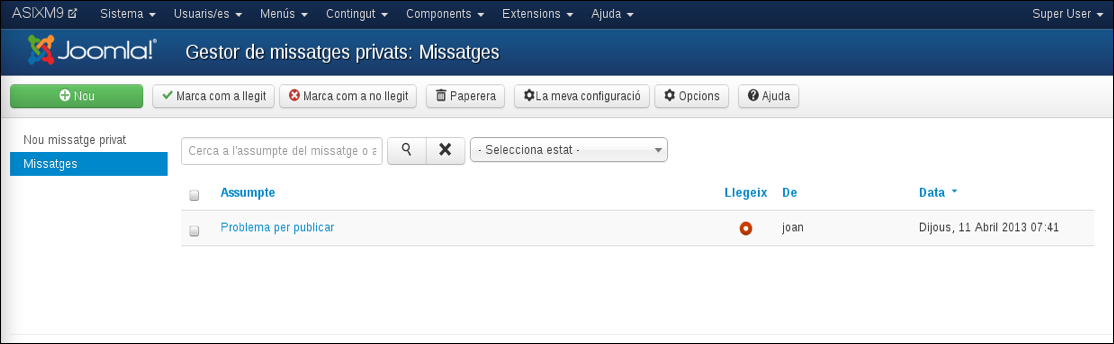 ASIXM9 Sistema Usuaris/es Menús Contingut Components Extensions Ajuda Super User
Joomla!® Gestor de missatges privats: Missatges
Nou Marca com a llegit Marca com a no llegit Paperera La meva configuració Opcions Ajuda
Nou missatge privat
Missatges
Cerca a l'assumpte del missatge o a - Selecciona estat -
Assumpte Llegeix De Data
Problema per publicar joan Dijous, 11 Abril 2013 07:41